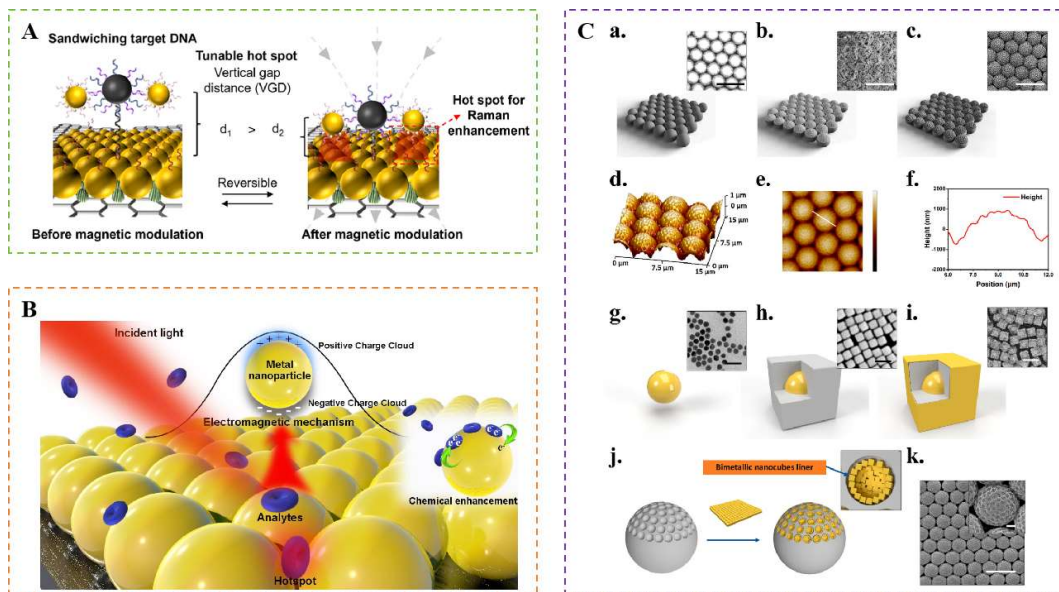 A
Sandwiching target DNA
Tunable hot spot
Vertical gap
distance (VGD)
d1 > d2
Hot spot for
Raman
enhancement
Reversible
Before magnetic modulation
After magnetic modulation
B
Incident light
Positive Charge Cloud
+ + + +
Metal
nanoparticle
Negative Charge Cloud
Electromagnetic mechanism
Chemical enhancement
Analytes
Hotspot
C
a.
b.
c.
d.
1 µm
0 µm
15 µm
7.5 µm
0 µm
0 µm
7.5 µm
15 µm
e.
f.
Height
Height (nm)
Position (µm)
g.
h.
i.
j.
Bimetallic nanocubes liner
k.